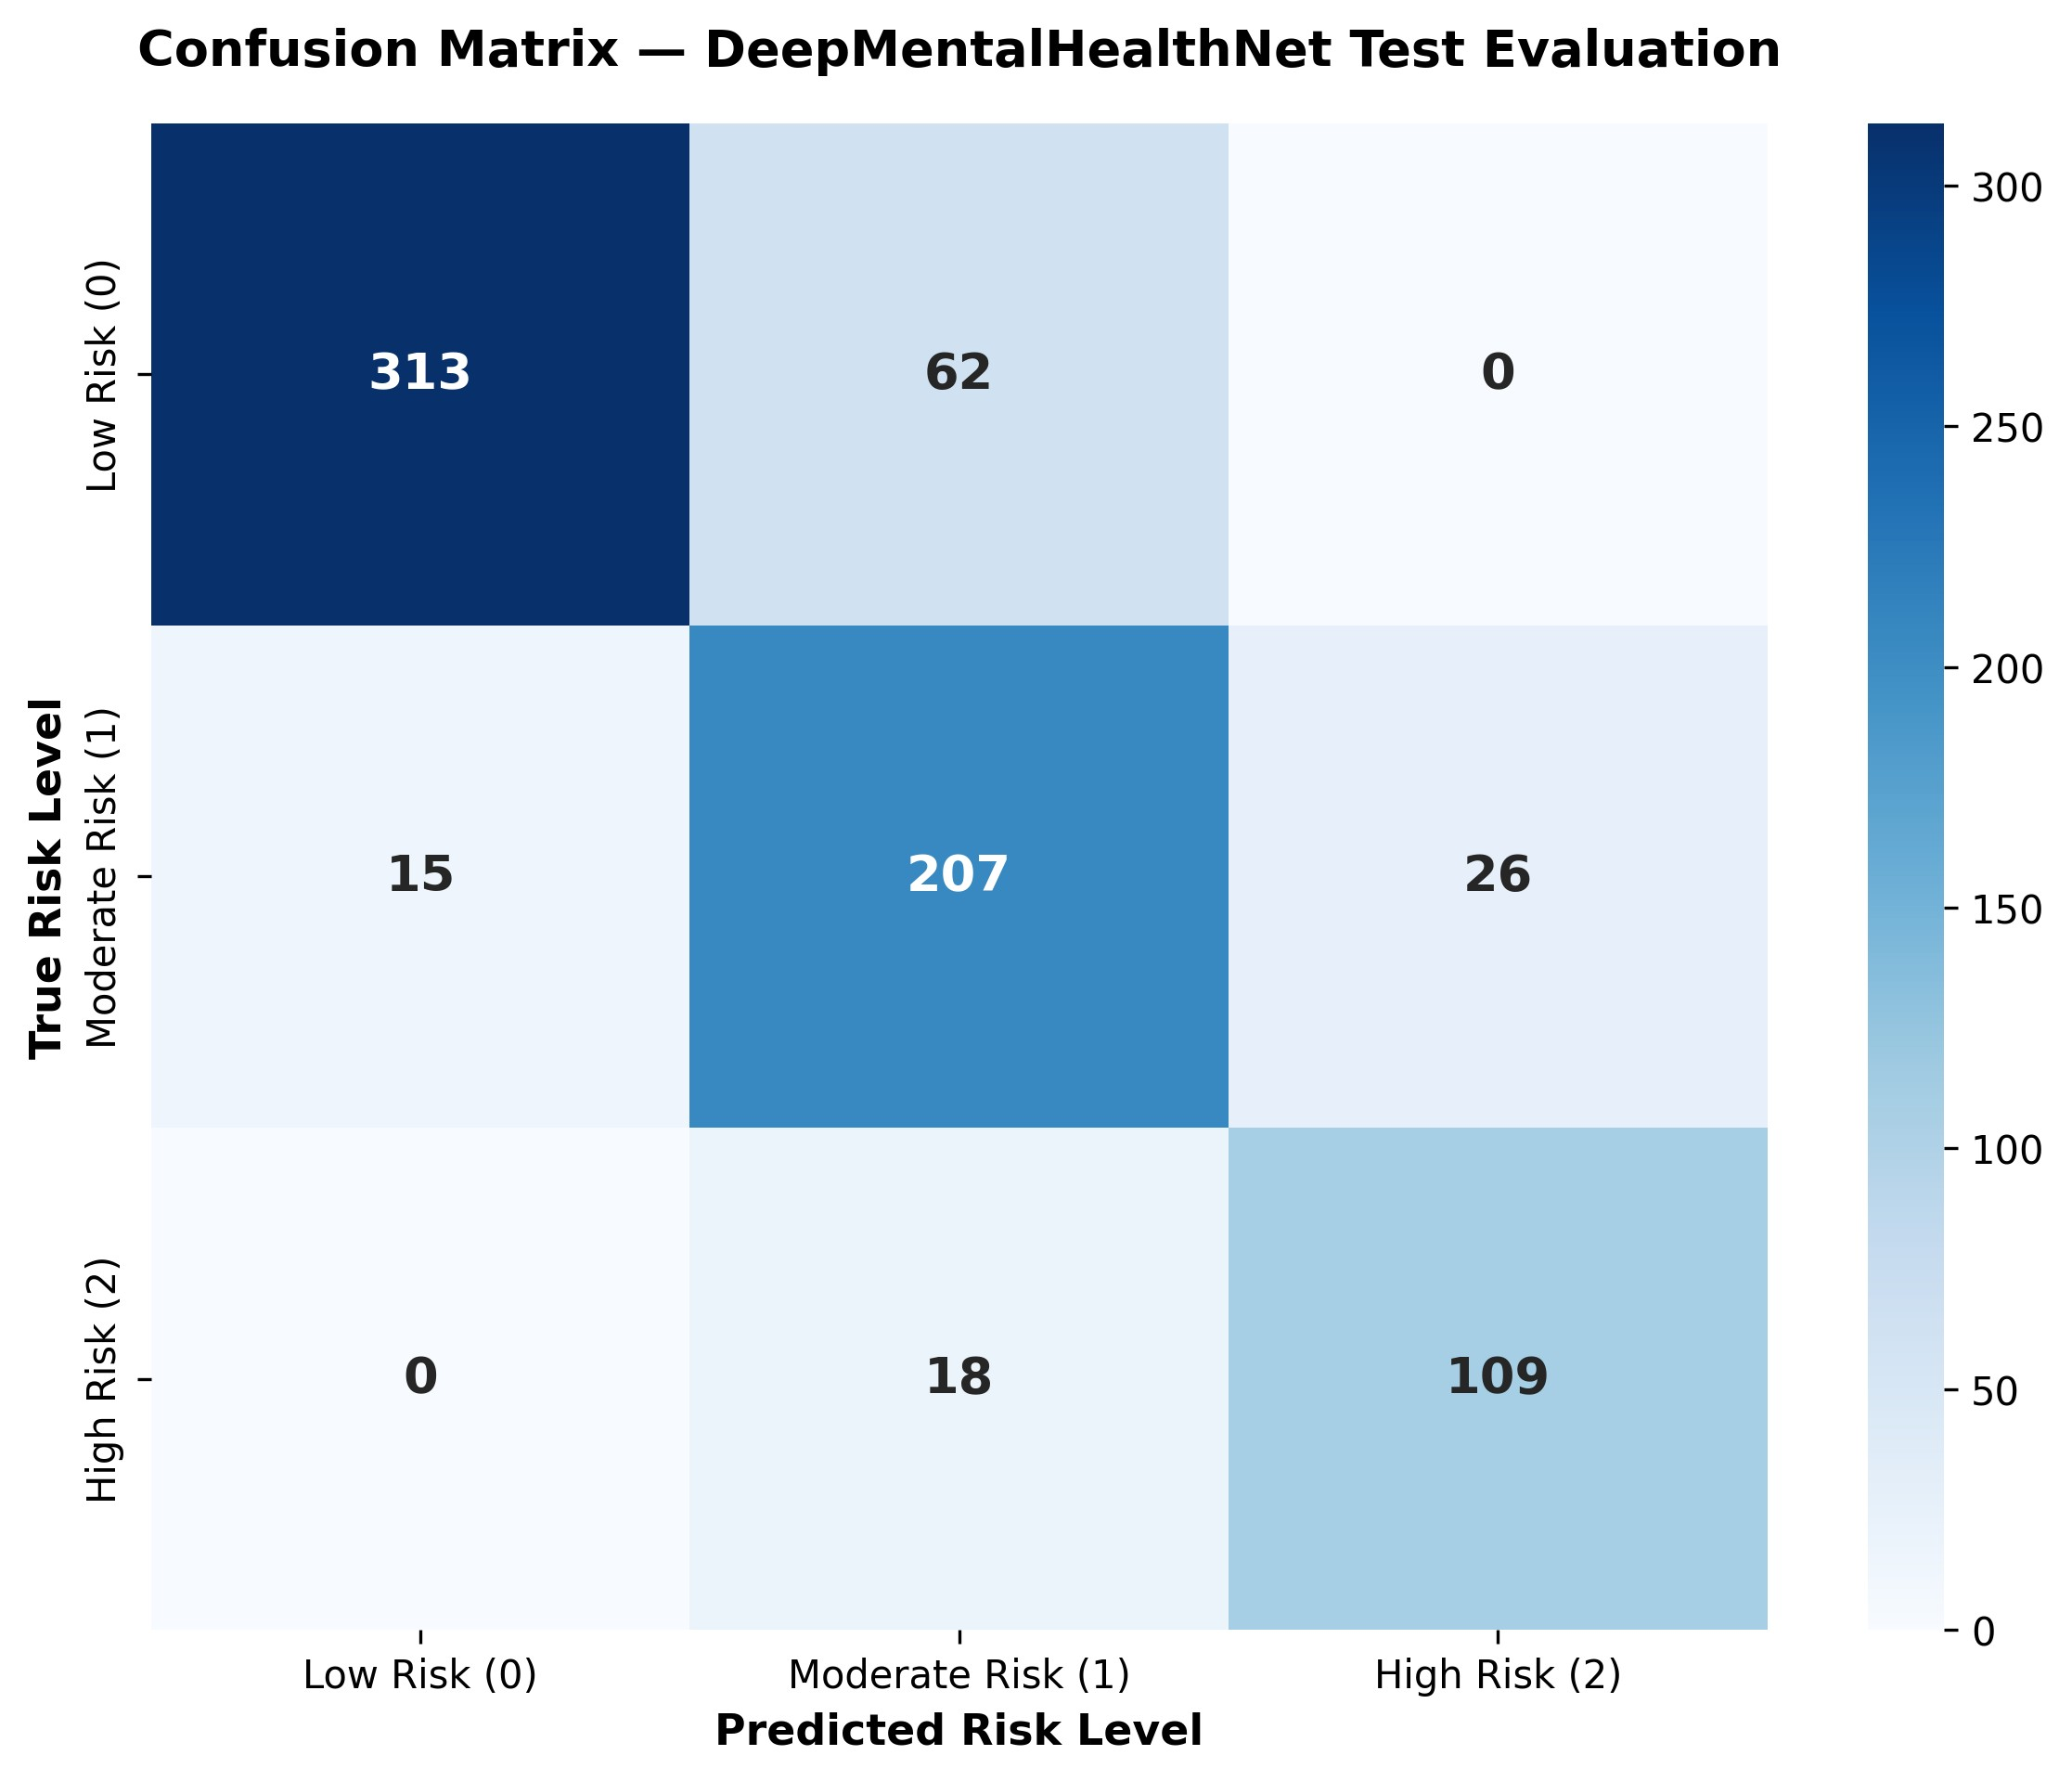 Confusion Matrix — DeepMentalHealthNet Test Evaluation
True Risk Level
Low Risk (0)
313 62 0
Moderate Risk (1)
15 207 26
High Risk (2)
0 18 109
Low Risk (0) Moderate Risk (1) High Risk (2)
Predicted Risk Level
300
250
200
150
100
50
0